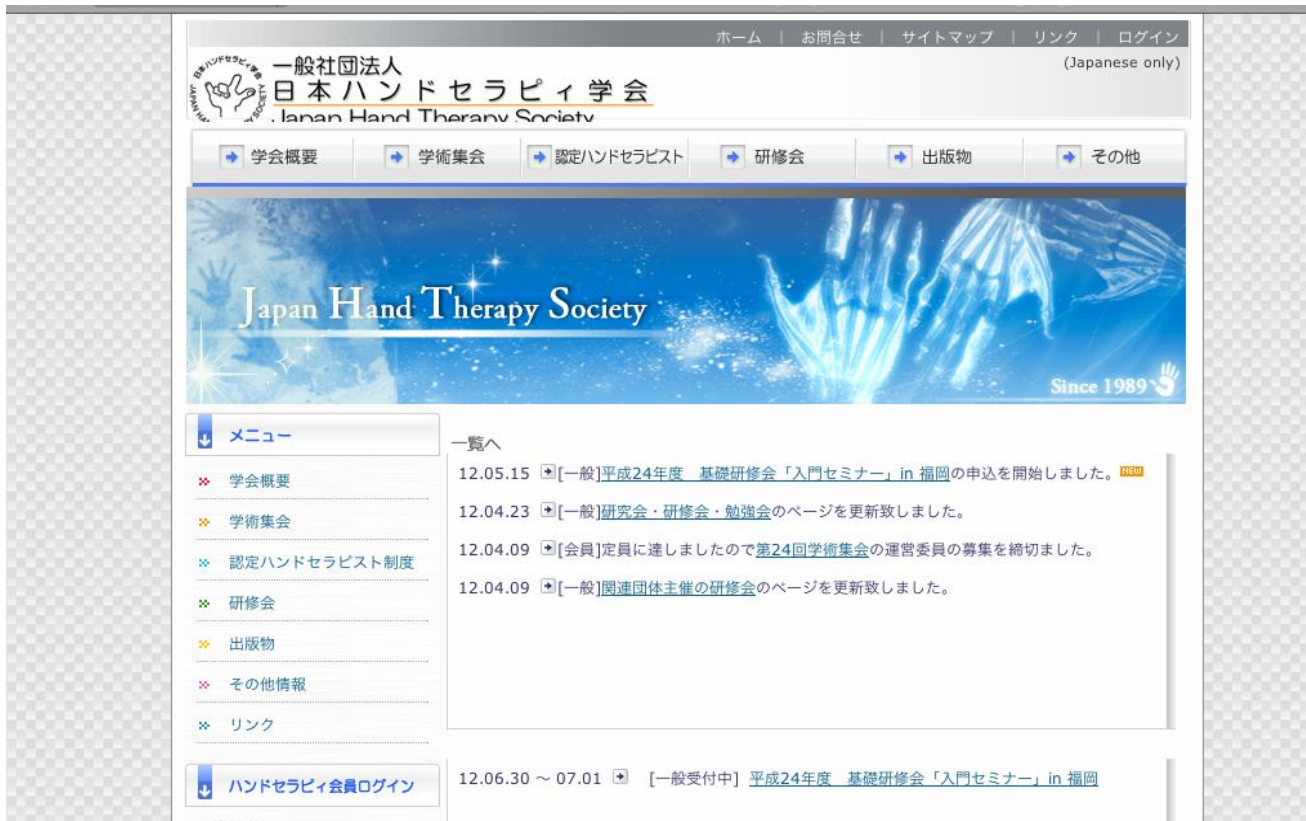 ホーム | お問合せ | サイトマップ | リンク | ログイン
(Japanese only)
一般社団法人
日本ハンドセラピィ学会
Japan Hand Therapy Society
日本ハンドセラピィ学会
JAPAN HAND THERAPY SOCIETY
学会概要 学術集会 認定ハンドセラピスト 研修会 出版物 その他
Japan Hand Therapy Society
Since 1989
メニュー
学会概要
学術集会
認定ハンドセラピスト制度
研修会
出版物
その他情報
リンク
ハンドセラピィ会員ログイン
一覧へ
12.05.15 [一般]平成24年度 基礎研修会「入門セミナー」in 福岡の申込を開始しました。 NEW
12.04.23 [一般]研究会・研修会・勉強会のページを更新致しました。
12.04.09 [会員]定員に達しましたので第24回学術集会の運営委員の募集を締切ました。
12.04.09 [一般]関連団体主催の研修会のページを更新致しました。
12.06.30 ～ 07.01 [一般受付中] 平成24年度 基礎研修会「入門セミナー」in 福岡